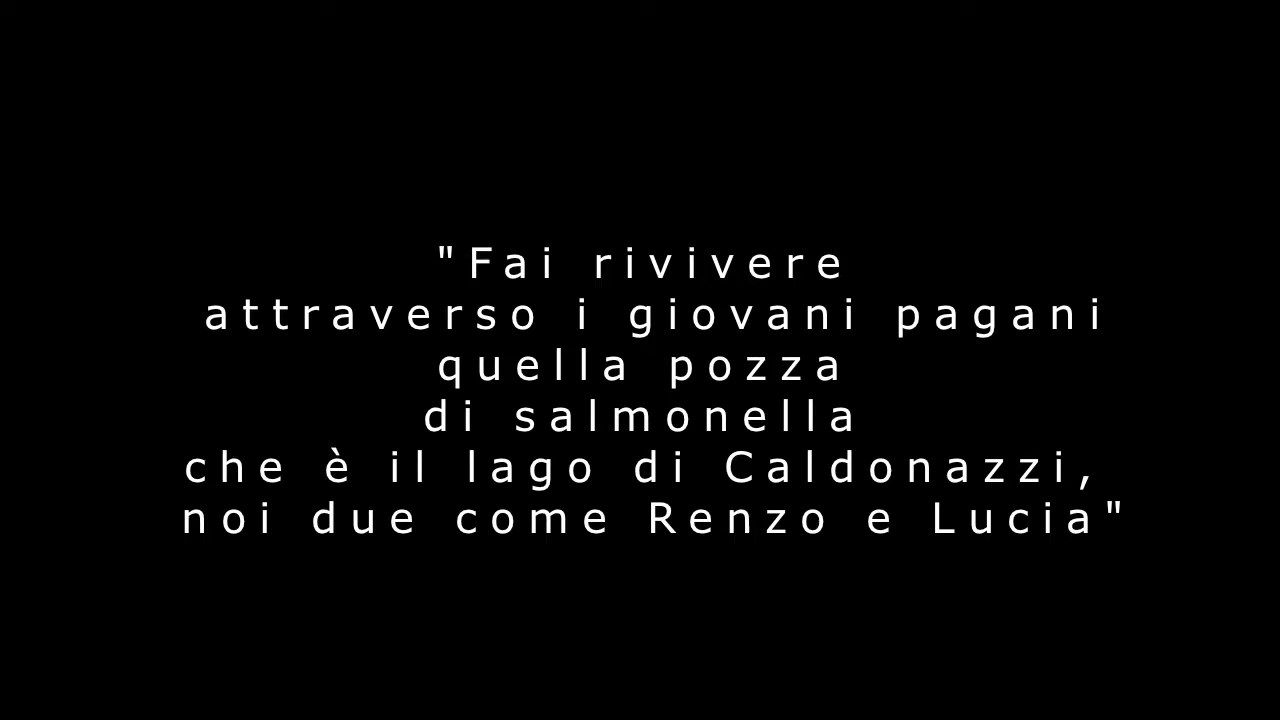 "Fai rivivere
attraverso i giovani pagani
quella pozza
di salmonella
che è il lago di Caldonazzi,
noi due come Renzo e Lucia"